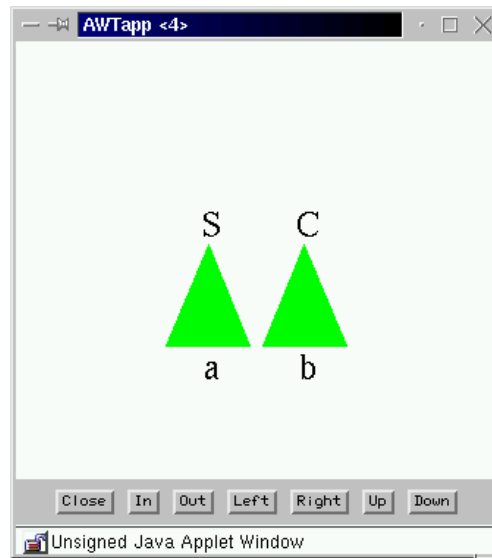 AWTapp <4>
S C
a b
Close In Out Left Right Up Down
Unsigned Java Applet Window